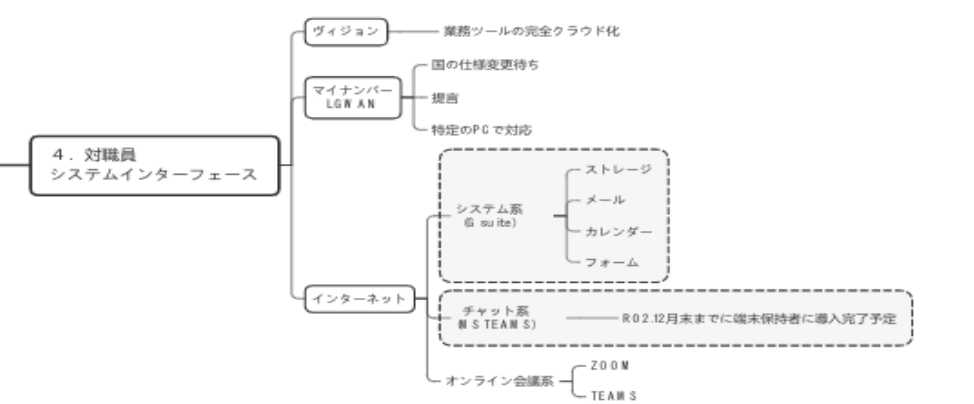 ヴィジョン
業務ツールの完全クラウド化
マイナンバー
LGWAN
国の仕様変更待ち
提言
特定のPCで対応
4．対職員
システムインターフェース
インターネット
システム系
(G suite)
ストレージ
メール
カレンダー
フォーム
チャット系
(MS TEAMS)
R02.12月末までに端末保持者に導入完了予定
オンライン会議系
ZOOM
TEAMS